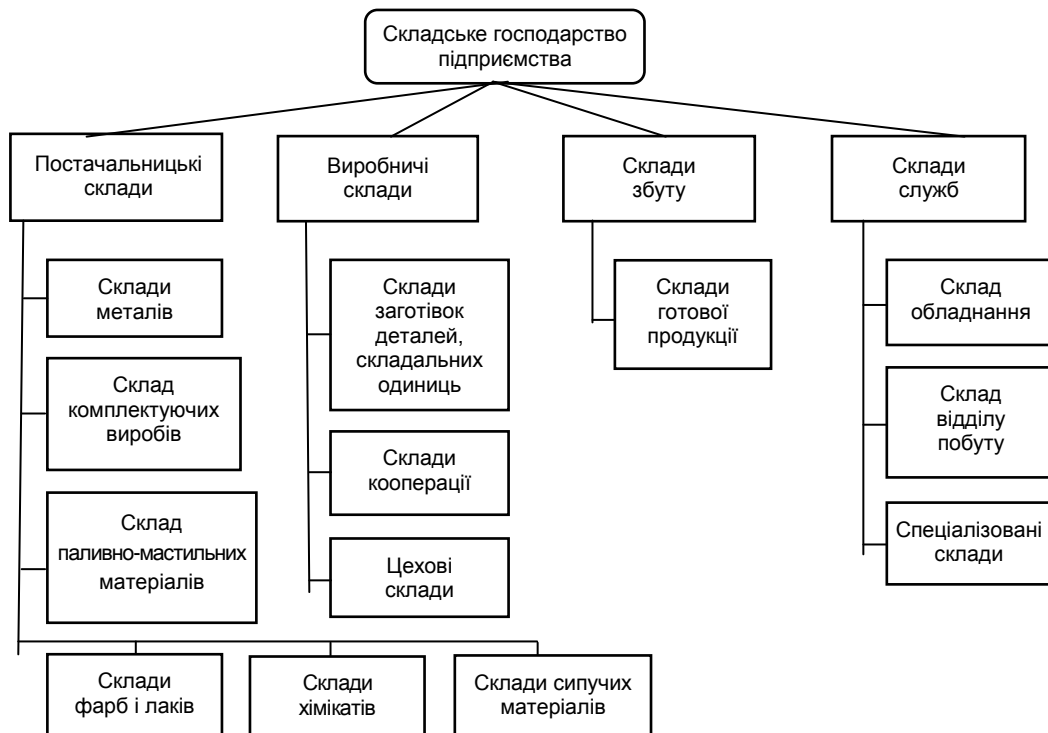 Складське господарство
підприємства
Постачальницькі
склади
Виробничі
склади
Склади
збуту
Склади
служб
Склади
металів
Склад
комплектуючих
виробів
Склад
паливно-мастильних
матеріалів
Склади
фарб і лаків
Склади
хімікатів
Склади сипучих
матеріалів
Склади
заготівок
деталей,
складальних
одиниць
Склади
кооперації
Цехові
склади
Склади
готової
продукції
Склад
обладнання
Склад
відділу
побуту
Спеціалізовані
склади